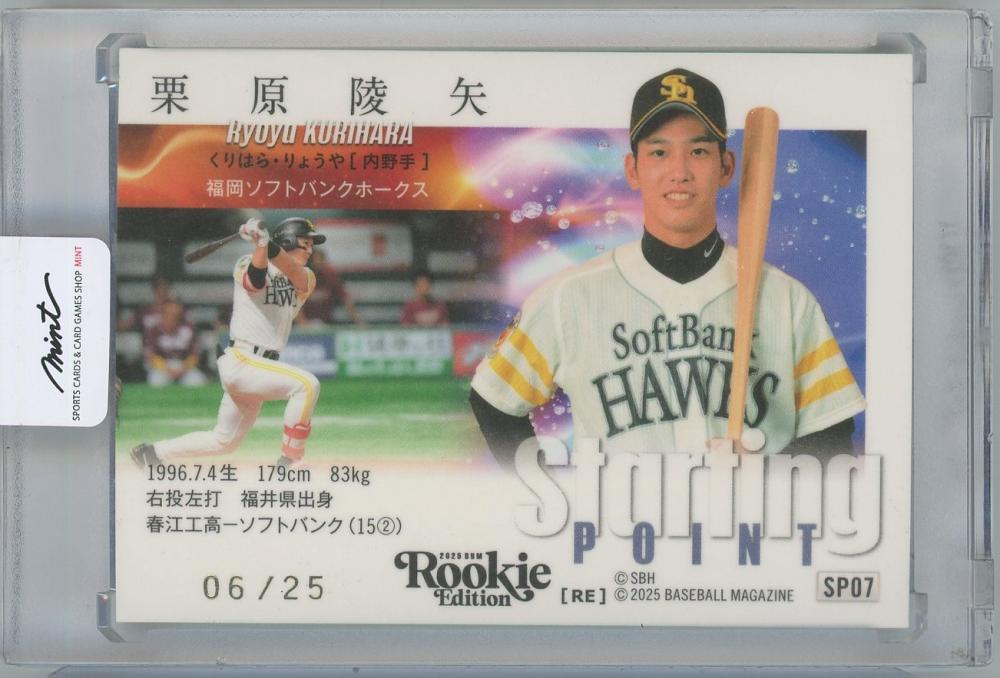 栗原陵矢
Ryoya KURIHARA
くりはら・りょうや［内野手］
福岡ソフトバンクホークス
SH
SoftBank
HAWKS
mint
SPORTS CARDS & CARD GAMES SHOP MINT
1996.7.4生 179cm 83kg
右投左打 福井県出身
春江工高－ソフトバンク（15②）
Starting
POINT
06/25
2025 BBM
Rookie
Edition
[RE]
©SBH
©2025 BASEBALL MAGAZINE
SP07